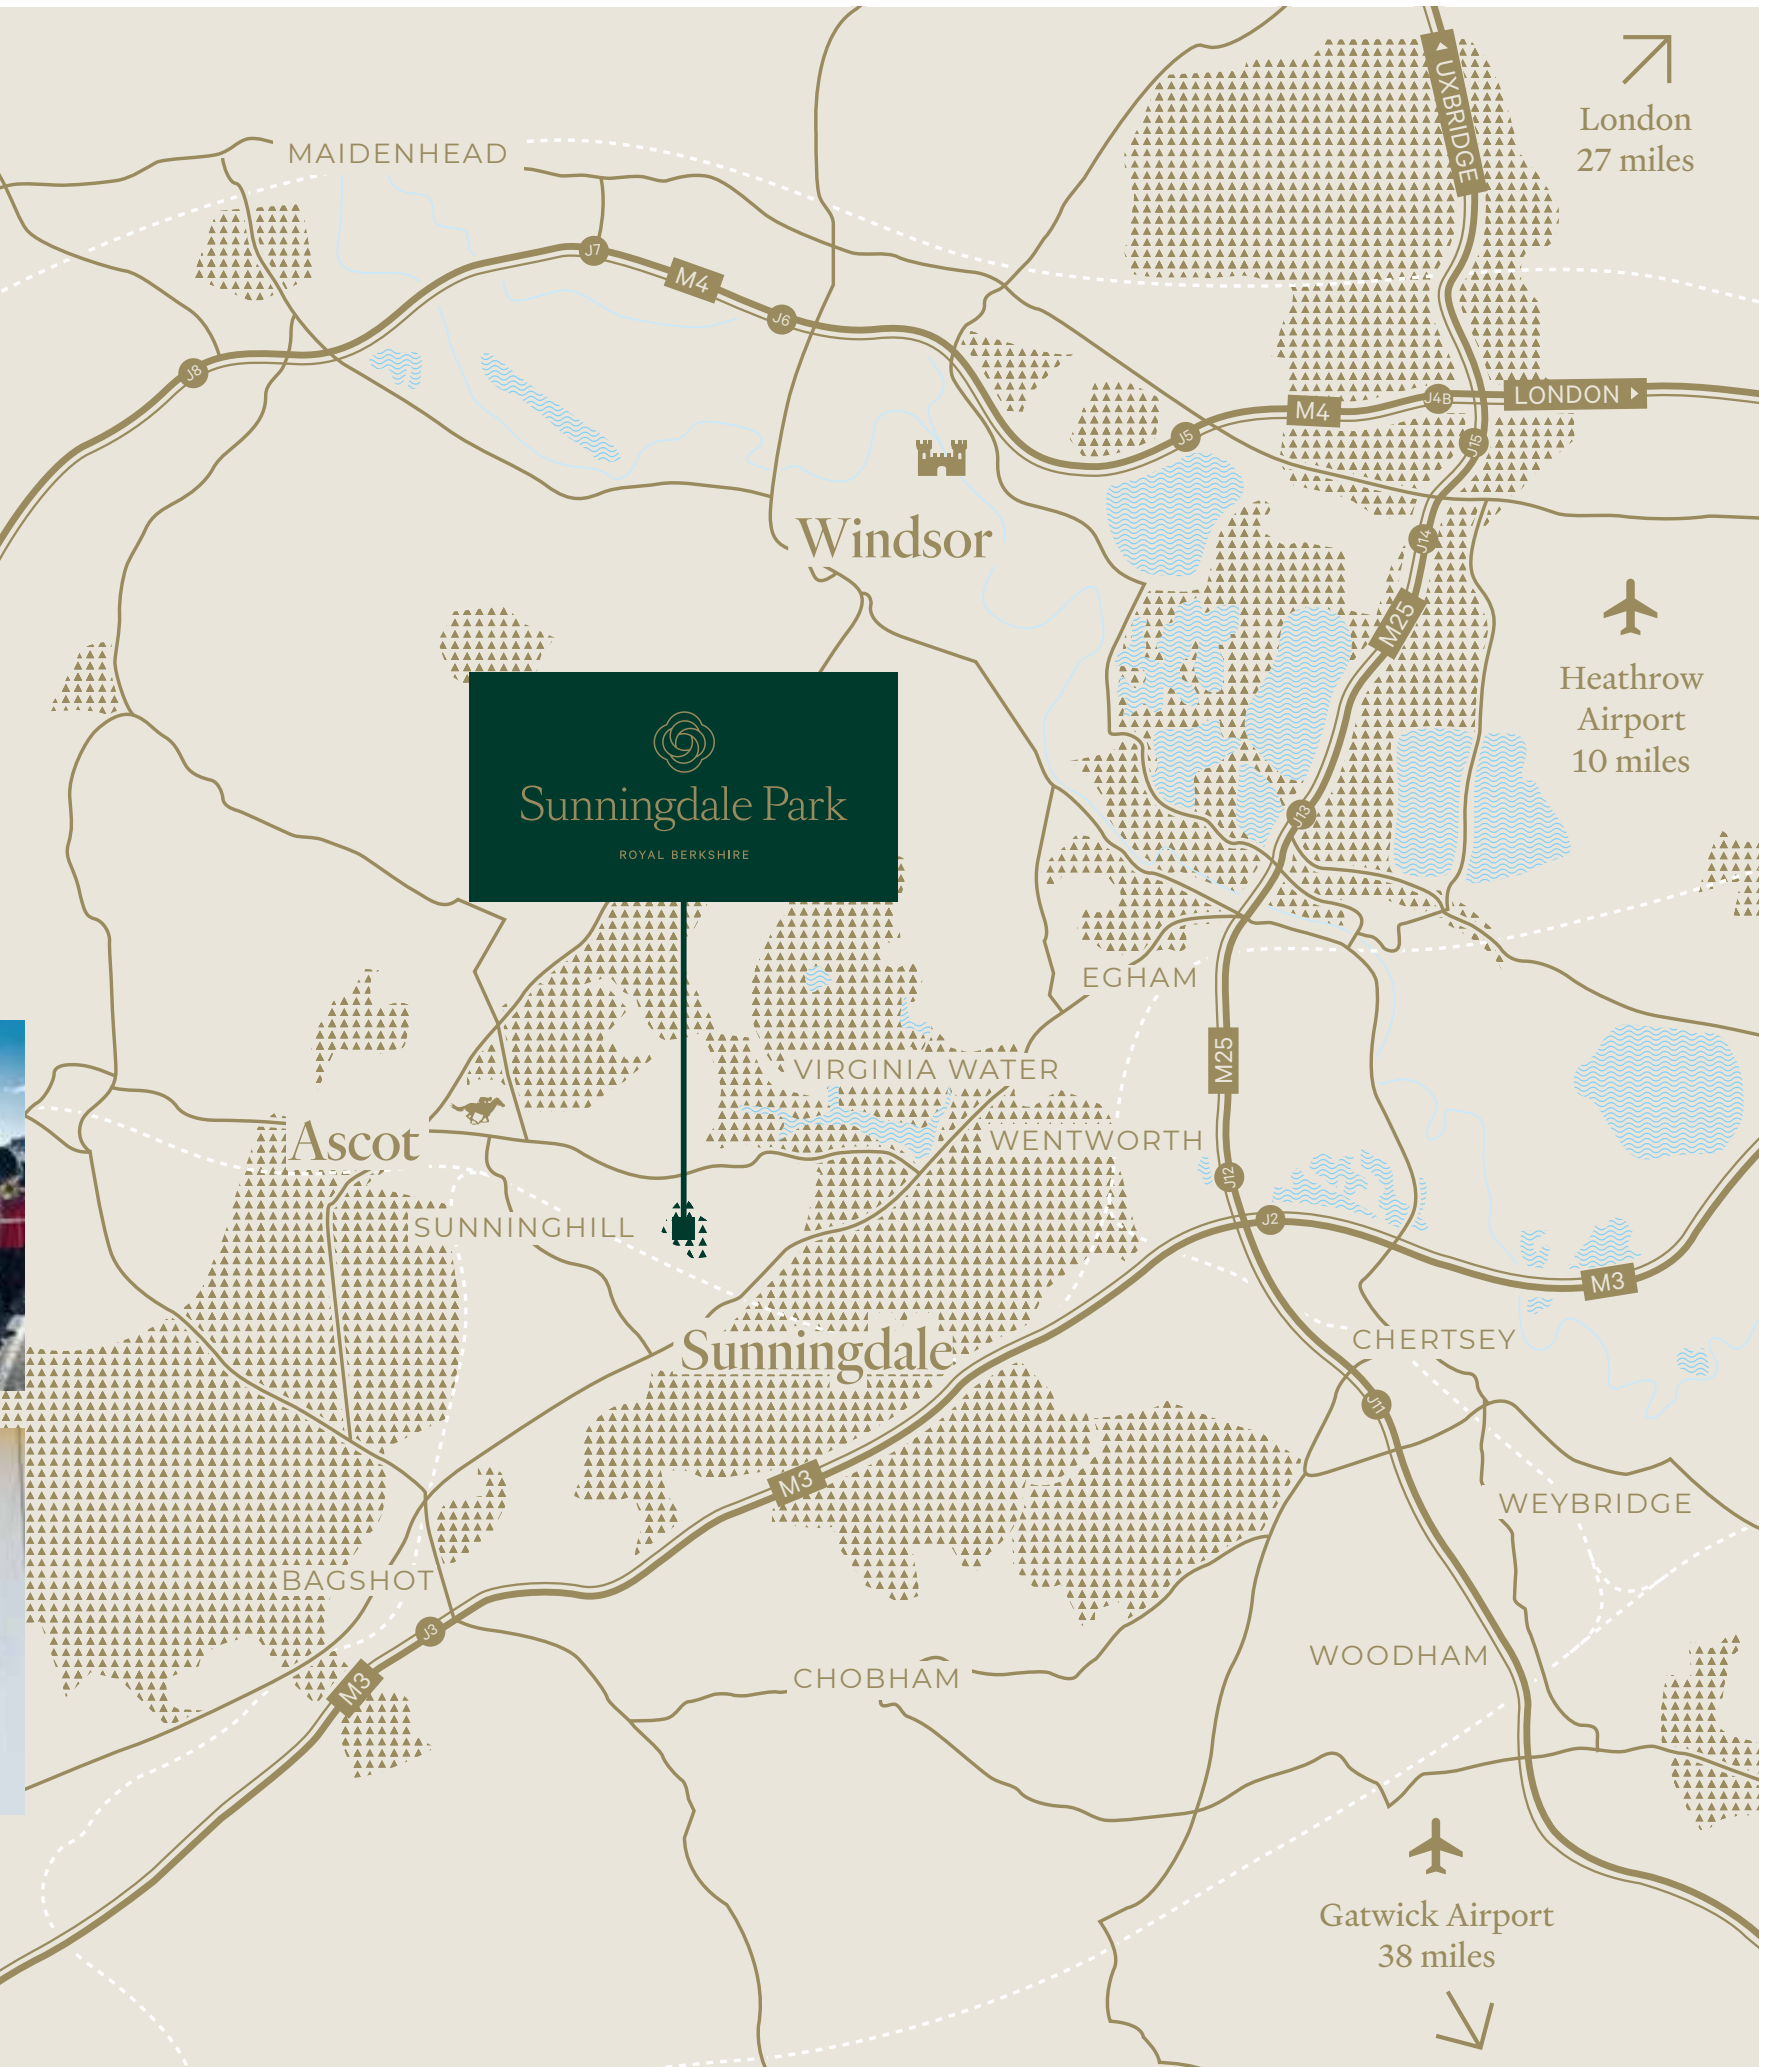 UXBRIDGE
London
27 miles
MAIDENHEAD
J7
M4
J6
J8
J4B
LONDON
M4
J5
J15
Windsor
J14
M25
Heathrow
Airport
10 miles
Sunningdale Park
ROYAL BERKSHIRE
J13
EGHAM
M25
VIRGINIA WATER
Ascot
WENTWORTH
J12
SUNNINGHILL
J2
M3
Sunningdale
CHERTSEY
J11
M3
WEYBRIDGE
BAGSHOT
J3
WOODHAM
M3
CHOBHAM
Gatwick Airport
38 miles